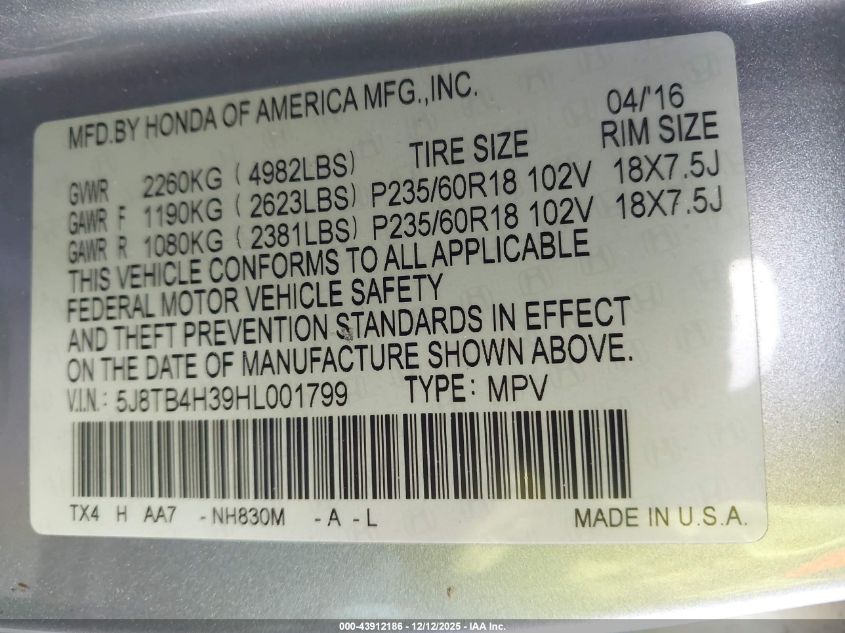 MFD.BY HONDA OF AMERICA MFG.,INC. 04/'16
TIRE SIZE RIM SIZE
GVWR 2260KG ( 4982LBS)
GAWR F 1190KG ( 2623LBS) P235/60R18 102V 18X7.5J
GAWR R 1080KG ( 2381LBS) P235/60R18 102V 18X7.5J
THIS VEHICLE CONFORMS TO ALL APPLICABLE
FEDERAL MOTOR VEHICLE SAFETY
AND THEFT PREVENTION STANDARDS IN EFFECT
ON THE DATE OF MANUFACTURE SHOWN ABOVE.
V.I.N.: 5J8TB4H39HL001799 TYPE: MPV
TX4 H AA7 -NH830M -A -L MADE IN U.S.A.
000-43912186 - 12/12/2025 - IAA Inc.